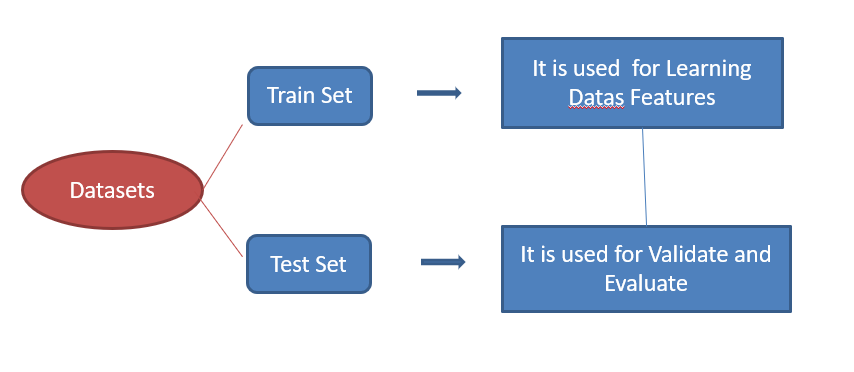 Train Set
It is used  for Learning
Datas Features
Datasets
Test Set
It is used for Validate and
Evaluate